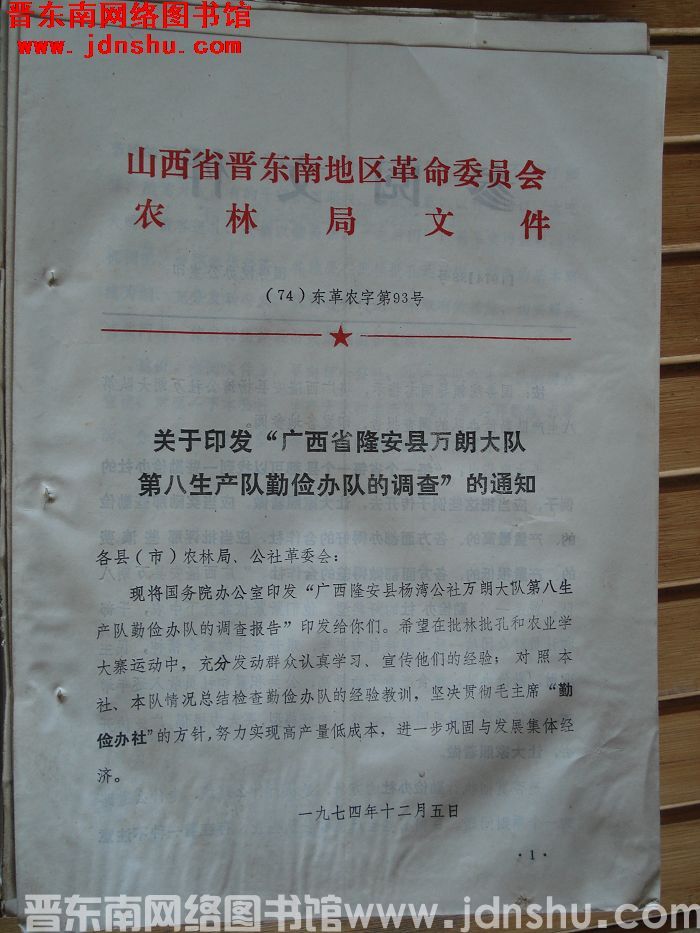 晋东南网络图书馆
www.jdnshu.com
山西省晋东南地区革命委员会
农林局文件
(74)东革农字第93号
关于印发“广西省隆安县万朗大队
第八生产队勤俭办队的调查”的通知
各县(市)农林局、公社革委会:
现将国务院办公室印发“广西隆安县杨湾公社万朗大队第八生
产队勤俭办队的调查报告”印发给你们。希望在批林批孔和农业学
大寨运动中,充分发动群众认真学习、宣传他们的经验;对照本
社、本队情况总结检查勤俭办队的经验教训,坚决贯彻毛主席“勤
俭办社”的方针,努力实现高产量低成本,进一步巩固与发展集体经
济。
一九七四年十二月五日
·1·
晋东南网络图书馆www.jdnshu.com